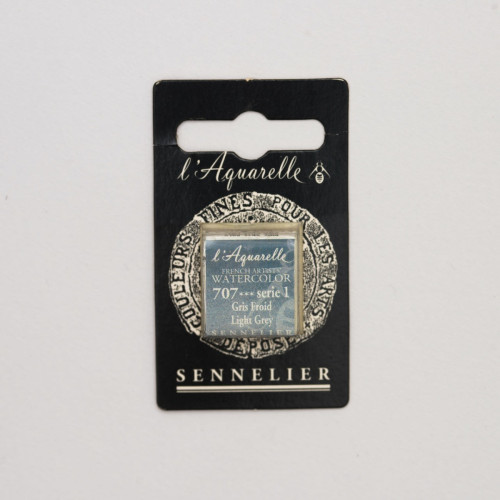 l'Aquarelle
COULEURS FINES POUR LES ARTS
l'Aquarelle
FRENCH ARTISTS'
WATERCOLOR
707 *** serie 1
Gris Froid
Light Grey
SENNELIER
DEPOSE
SENNELIER